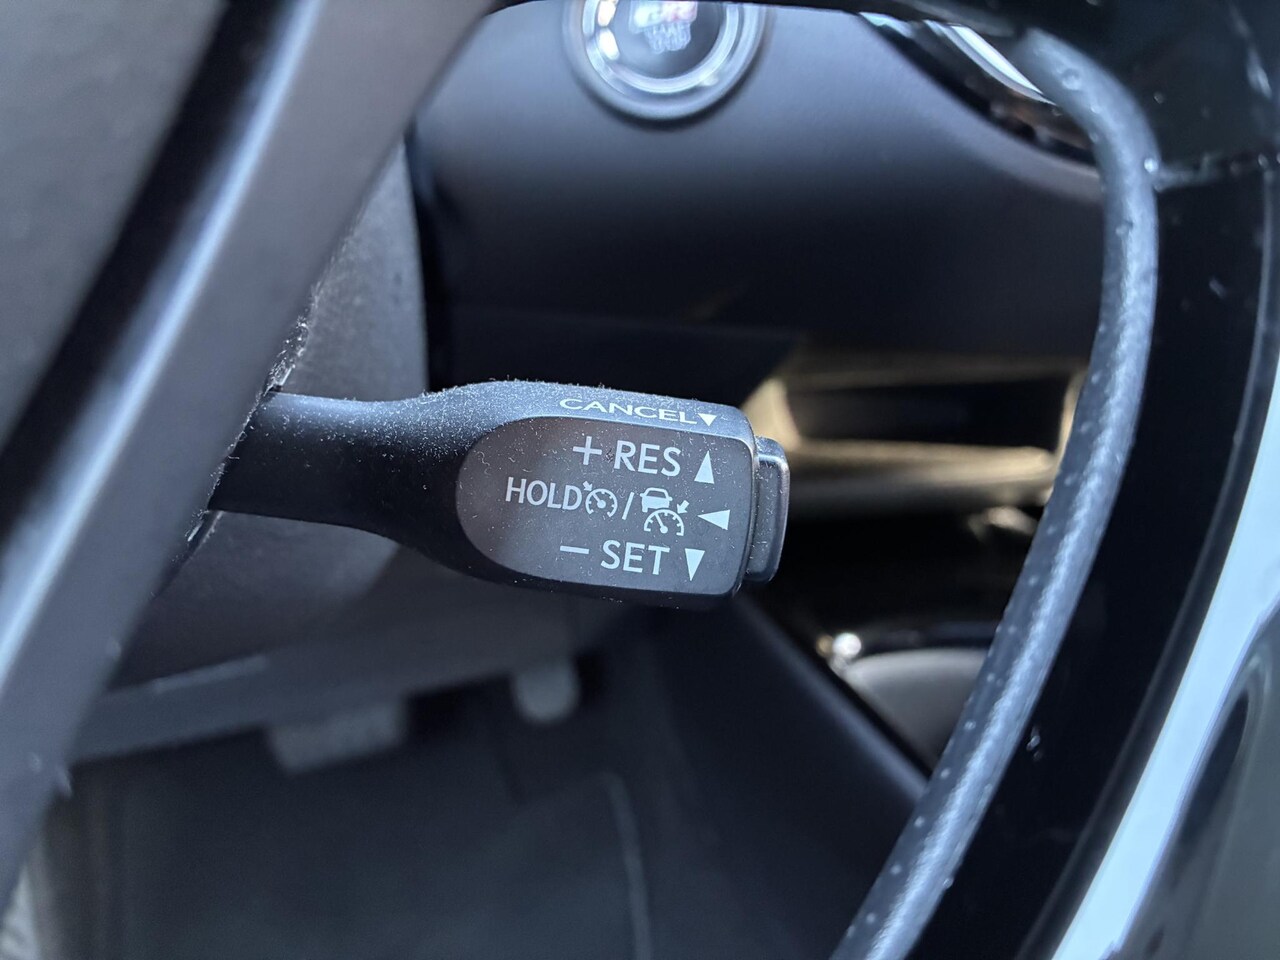 CANCEL▼
+ RES ▲
HOLD / ◀
− SET ▼